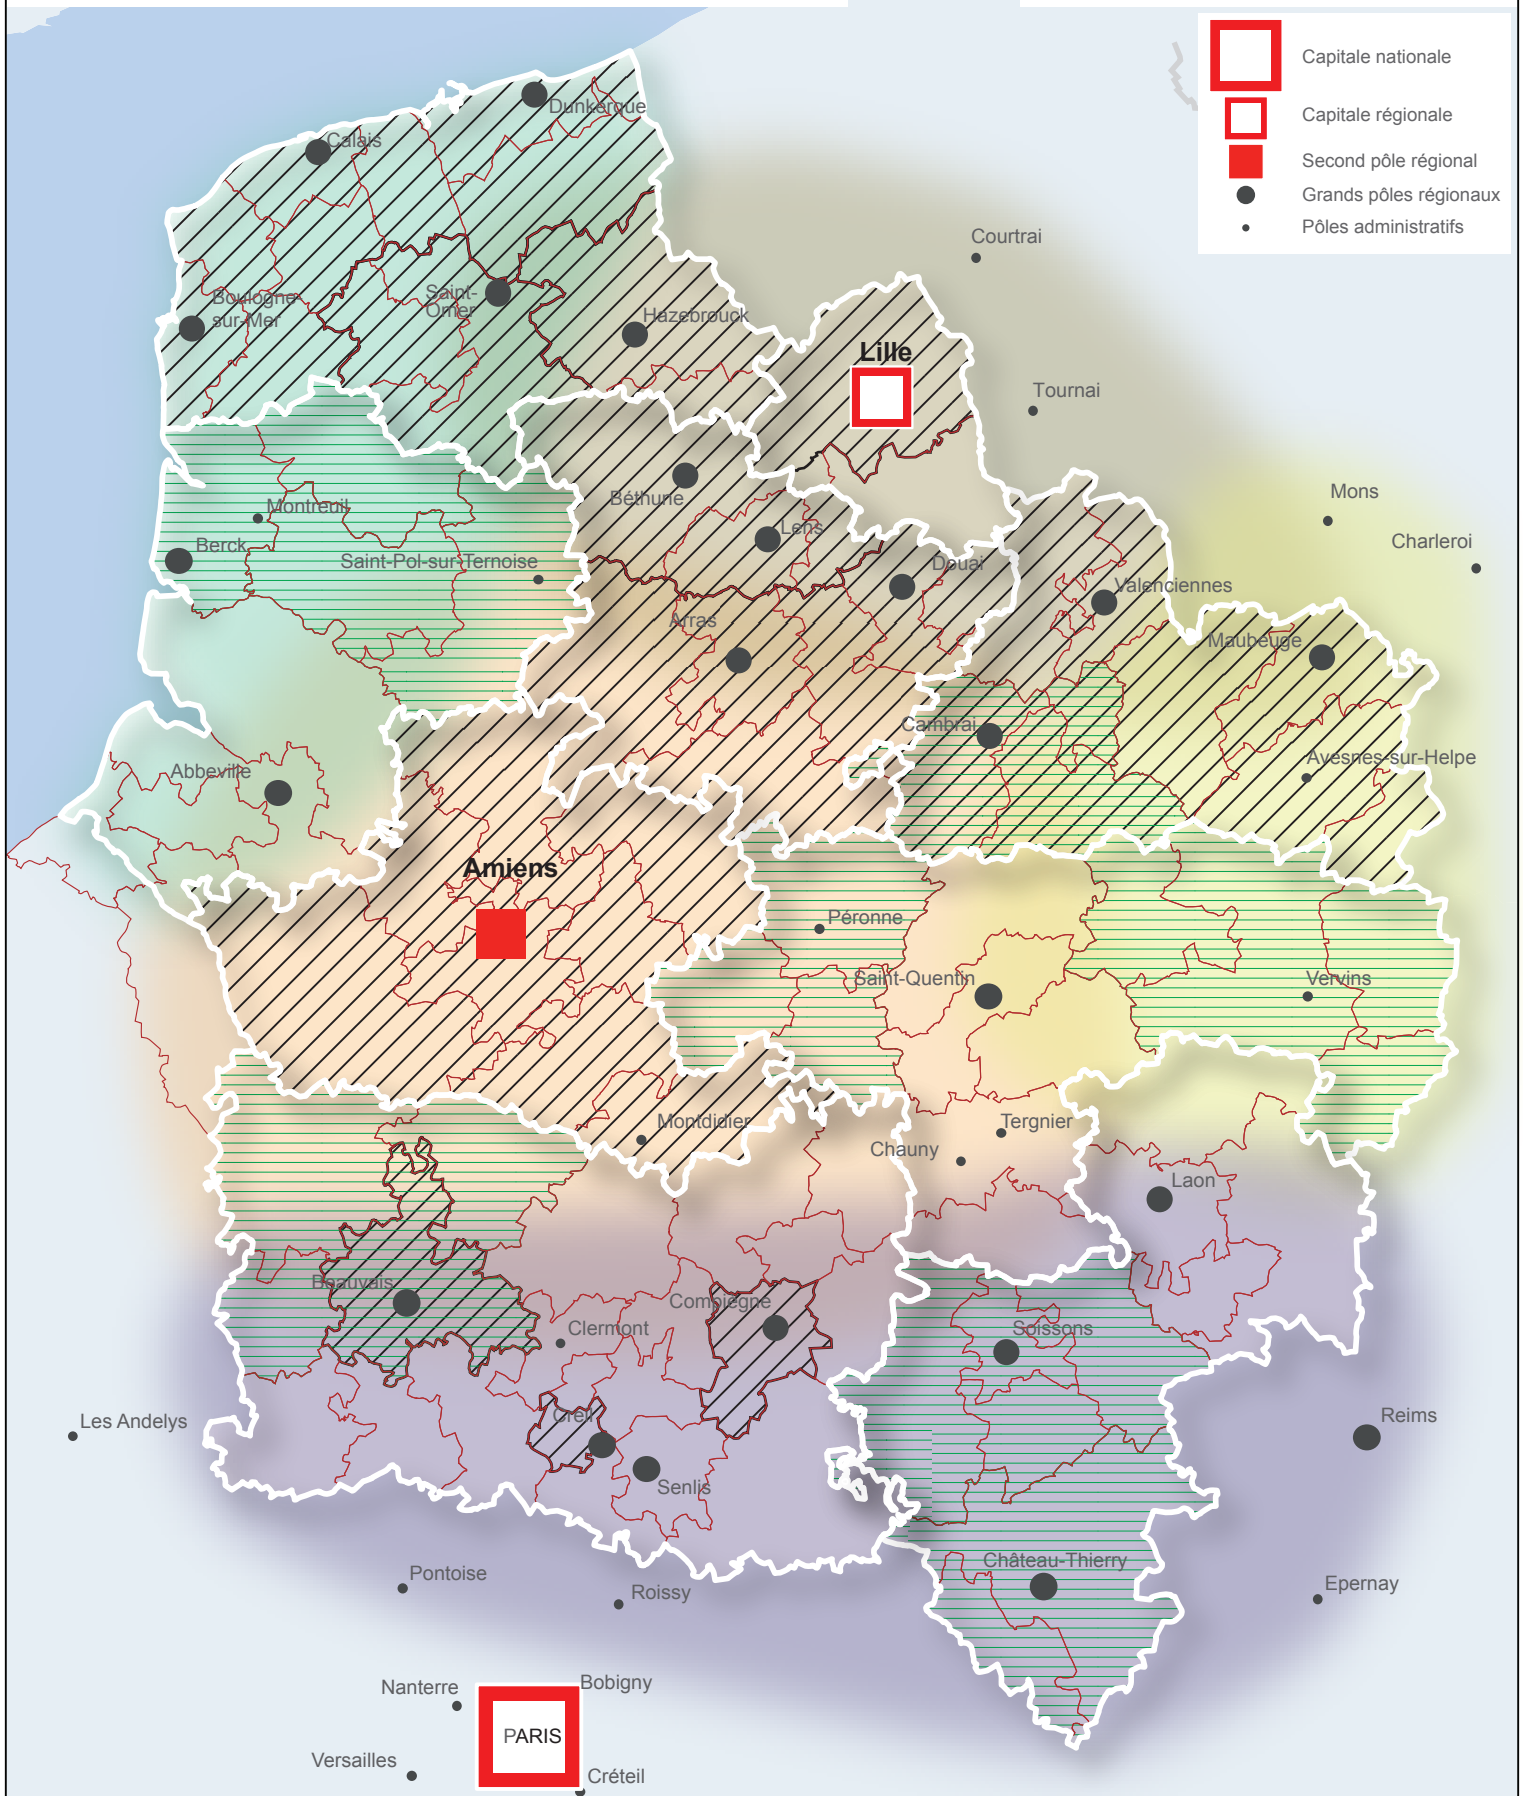 Capitale nationale
Capitale régionale
Second pôle régional
Grands pôles régionaux
Pôles administratifs
Dunkerque
Calais
Courtrai
Saint-
Omer
Boulogne-
sur-Mer
Hazebrouck
Lille
Tournai
Béthune
Mons
Montreuil
Lens
Charleroi
Berck
Saint-Pol-sur-Ternoise
Douai
Valenciennes
Arras
Maubeuge
Cambrai
Avesnes-sur-Helpe
Abbeville
Amiens
Péronne
Saint-Quentin
Vervins
Montdidier
Tergnier
Chauny
Laon
Beauvais
Compiègne
Clermont
Soissons
Creil
Les Andelys
Reims
Senlis
Château-Thierry
Pontoise
Roissy
Epernay
Nanterre
Bobigny
PARIS
Versailles
Créteil